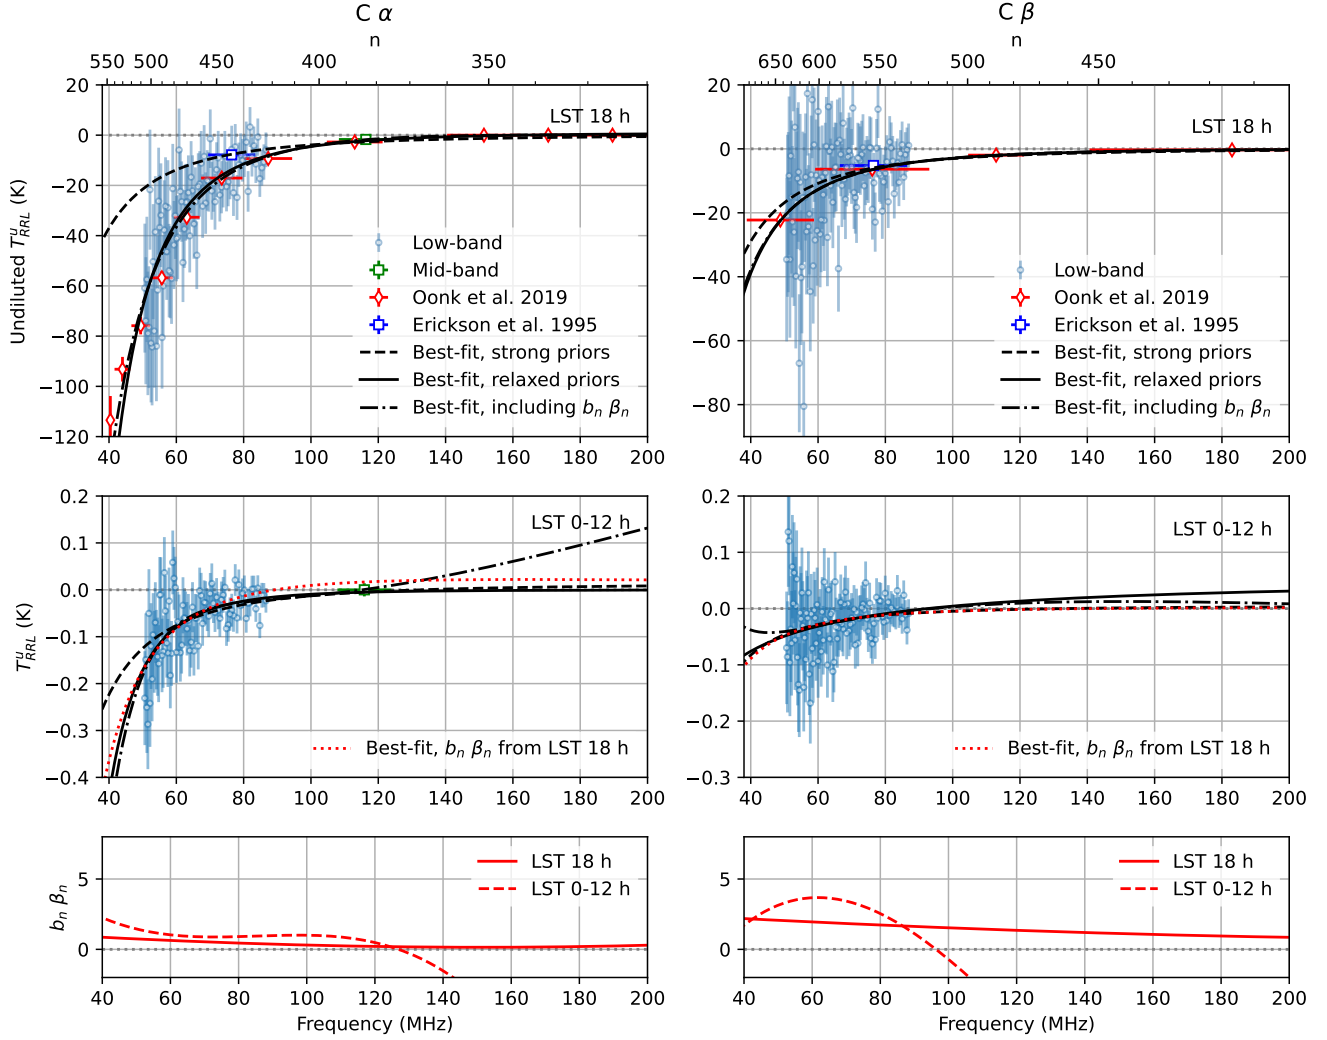 C α
C β
n
n
550 500 450 400 350
650 600 550 500 450
Undiluted T^u_RRL (K)
20
0
−20
−40
−60
−80
−100
−120
LST 18 h
Low-band
Mid-band
Oonk et al. 2019
Erickson et al. 1995
Best-fit, strong priors
Best-fit, relaxed priors
Best-fit, including b_n β_n
40 60 80 100 120 140 160 180 200
20
0
−20
−40
−60
−80
LST 18 h
Low-band
Oonk et al. 2019
Erickson et al. 1995
Best-fit, strong priors
Best-fit, relaxed priors
Best-fit, including b_n β_n
40 60 80 100 120 140 160 180 200
T^u_RRL (K)
0.2
0.1
0.0
−0.1
−0.2
−0.3
−0.4
LST 0-12 h
Best-fit, b_n β_n from LST 18 h
40 60 80 100 120 140 160 180 200
0.2
0.1
0.0
−0.1
−0.2
−0.3
LST 0-12 h
Best-fit, b_n β_n from LST 18 h
40 60 80 100 120 140 160 180 200
b_n β_n
5
0
LST 18 h
LST 0-12 h
40 60 80 100 120 140 160 180 200
Frequency (MHz)
5
0
LST 18 h
LST 0-12 h
40 60 80 100 120 140 160 180 200
Frequency (MHz)